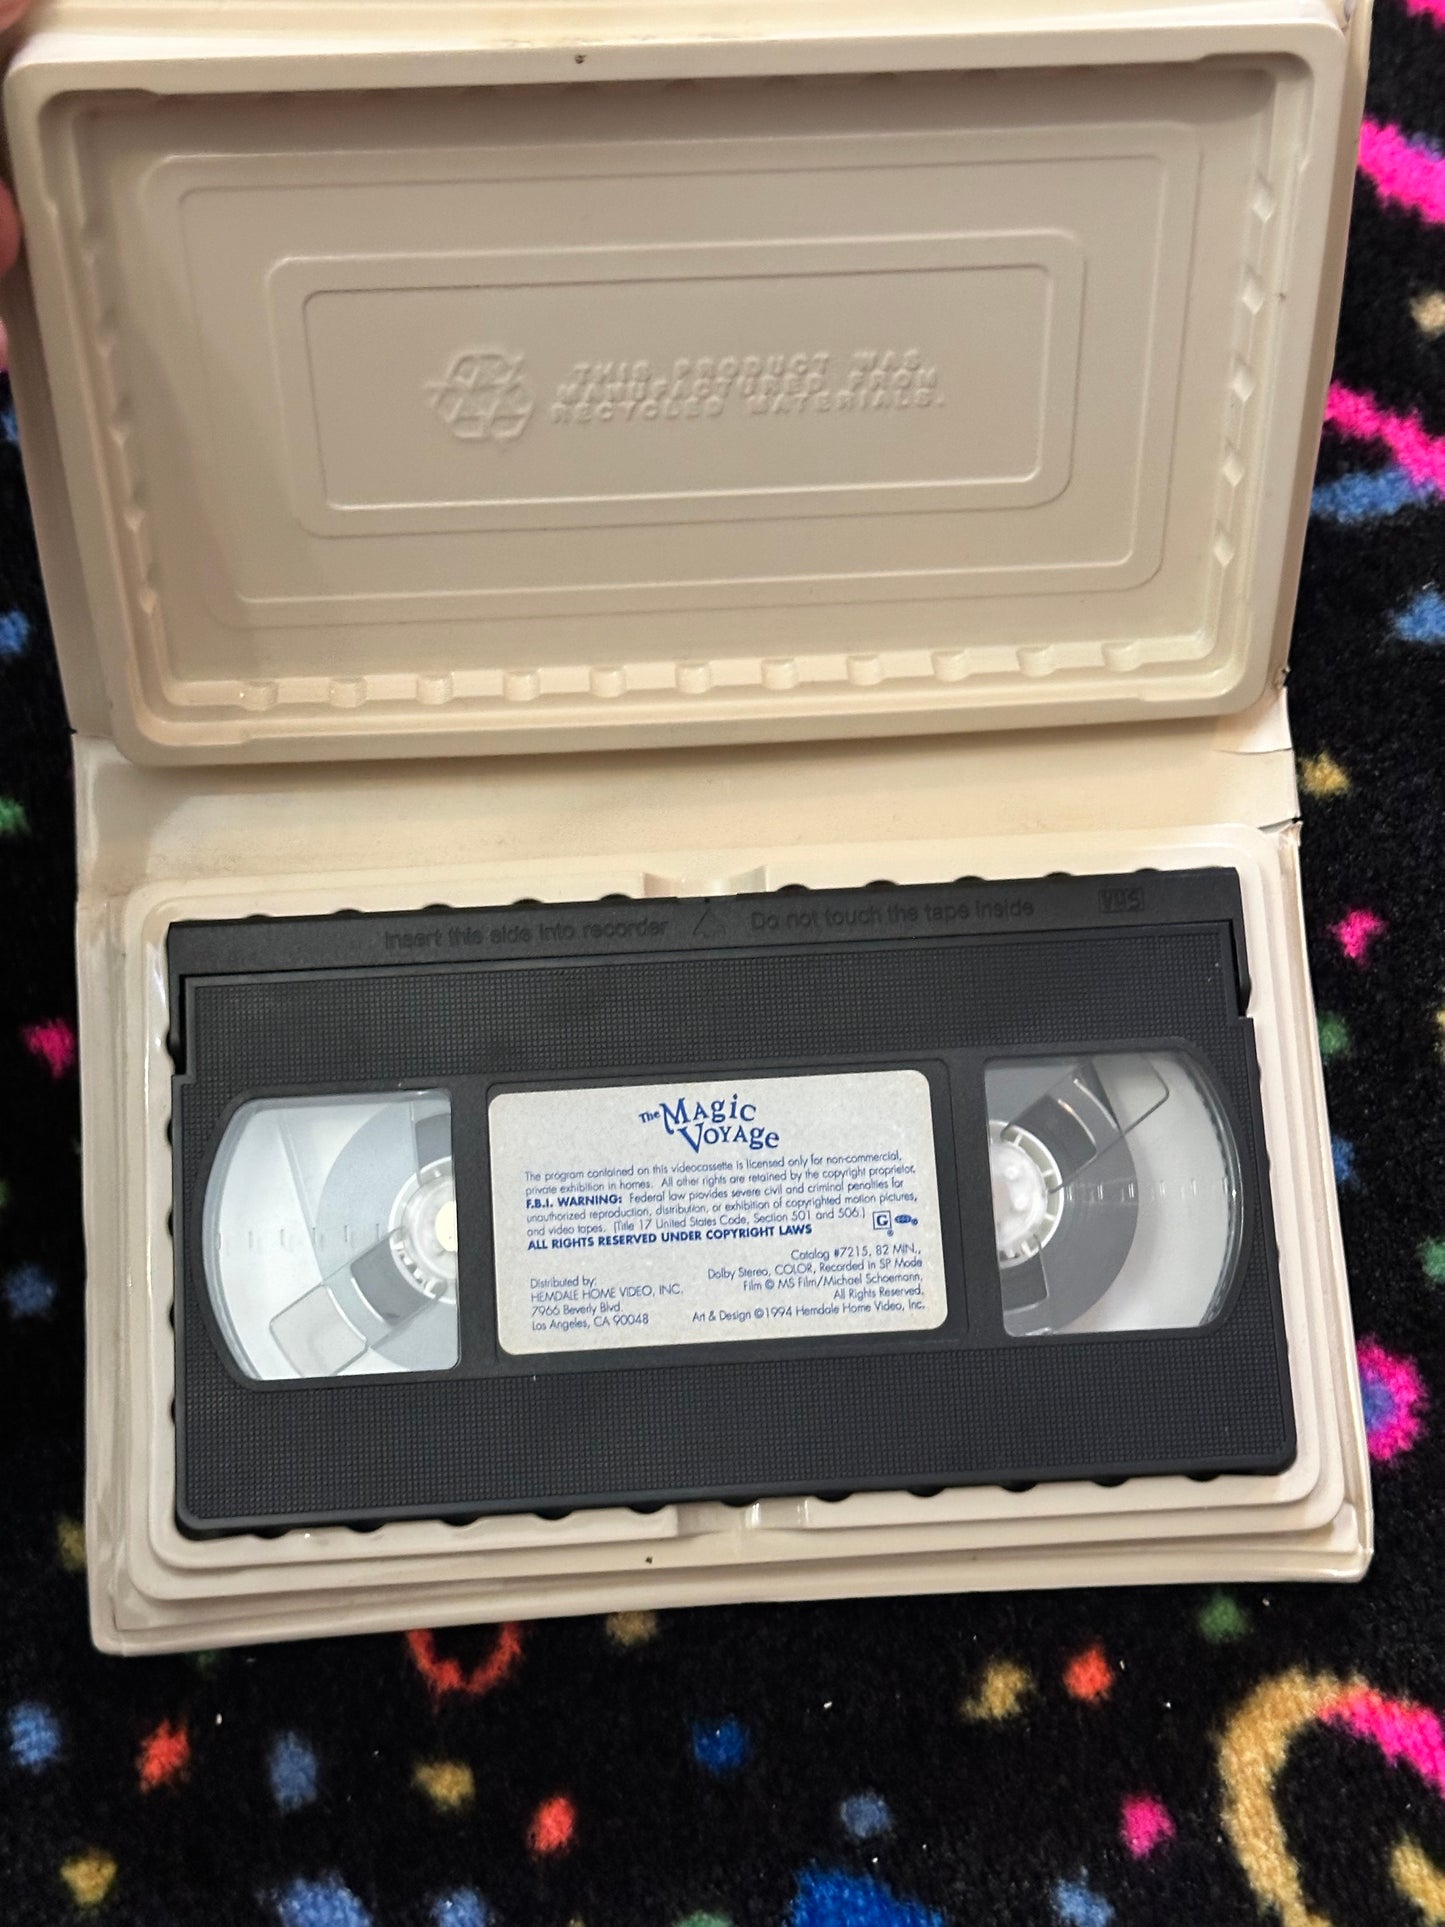 THIS PRODUCT WAS
MANUFACTURED FROM
RECYCLED MATERIALS.
Insert this side into recorder
Do not touch the tape inside
VHS
The MAGiC
VOYAge
The program contained on this videocassette is licensed only for non-commercial,
private exhibition in homes. All other rights are retained by the copyright proprietor.
F.B.I. WARNING: Federal law provides severe civil and criminal penalties for
unauthorized reproduction, distribution, or exhibition of copyrighted motion pictures,
and video tapes. (Title 17 United States Code, Section 501 and 506.) G
ALL RIGHTS RESERVED UNDER COPYRIGHT LAWS
Distributed by:
HEMDALE HOME VIDEO, INC.
7966 Beverly Blvd.
Los Angeles, CA 90048
Catalog #7215, 82 MIN.,
Dolby Stereo, COLOR, Recorded in SP Mode
Film © MS Film/Michael Schoemann,
All Rights Reserved.
Art & Design ©1994 Hemdale Home Video, Inc.